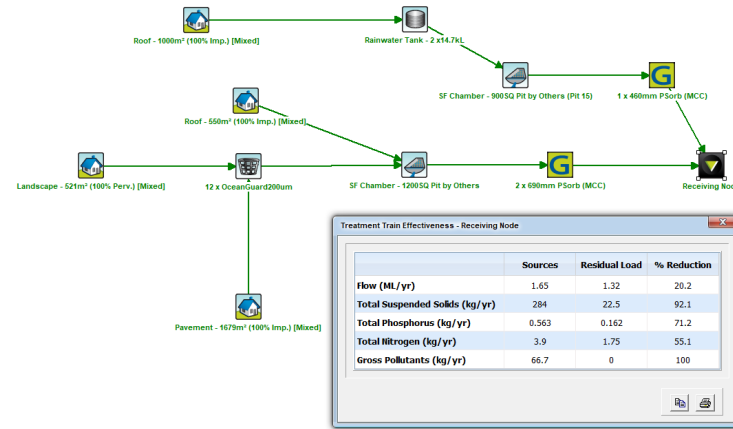 Roof - 1000m² (100% Imp.) [Mixed]
Rainwater Tank - 2 x14.7kL
SF Chamber - 900SQ Pit by Others (Pit 15)
G
1 x 460mm PSorb (MCC)
Roof - 550m² (100% Imp.) [Mixed]
Landscape - 521m² (100% Perv.) [Mixed]
12 x OceanGuard200um
SF Chamber - 1200SQ Pit by Others
G
2 x 690mm PSorb (MCC)
Receiving Nod
Pavement - 1679m² (100% Imp.) [Mixed]
Treatment Train Effectiveness - Receiving Node
Sources Residual Load % Reduction
Flow (ML/yr) 1.65 1.32 20.2
Total Suspended Solids (kg/yr) 284 22.5 92.1
Total Phosphorus (kg/yr) 0.563 0.162 71.2
Total Nitrogen (kg/yr) 3.9 1.75 55.1
Gross Pollutants (kg/yr) 66.7 0 100